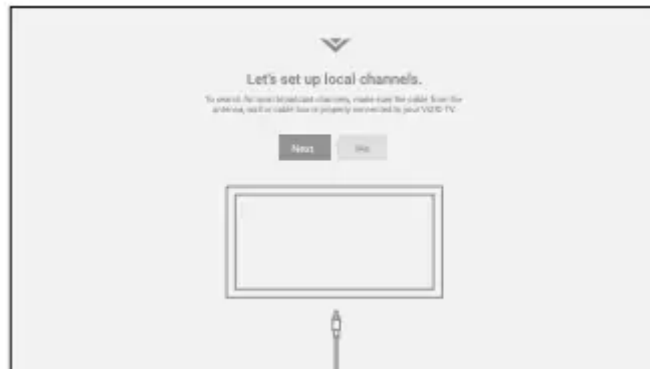 Let's set up local channels.
To search for local broadcast channels, make sure the cable from the
antenna, wall or cable box is properly connected to your VIZIO TV.
Next